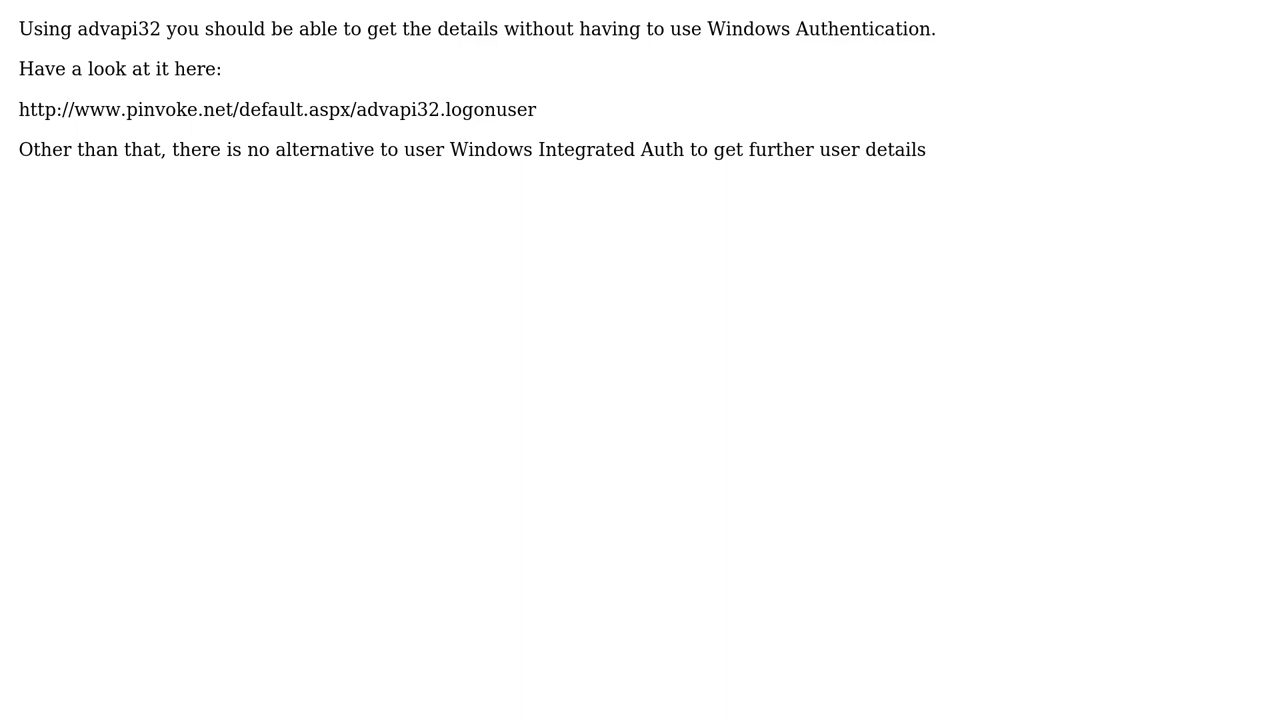 Using advapi32 you should be able to get the details without having to use Windows Authentication.
Have a look at it here:
http://www.pinvoke.net/default.aspx/advapi32.logonuser
Other than that, there is no alternative to user Windows Integrated Auth to get further user details